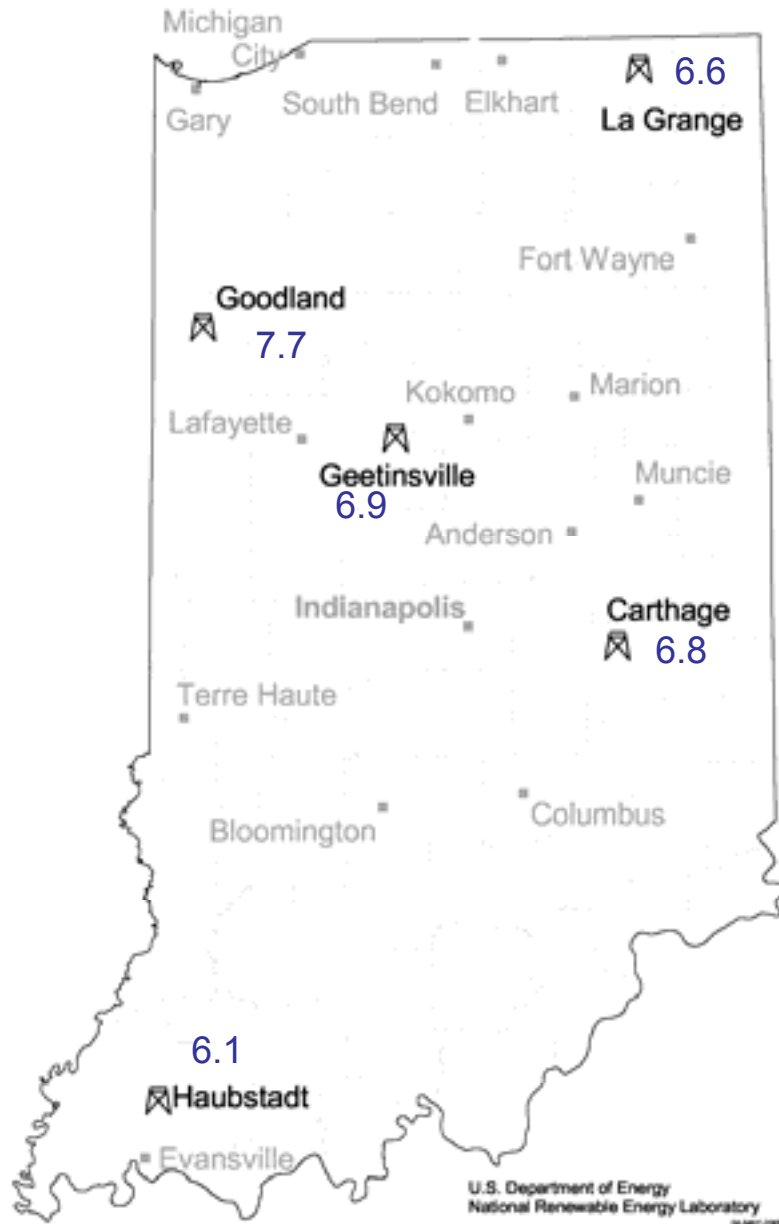 Michigan
City
South Bend
Elkhart
6.6
Gary
La Grange
Fort Wayne
Goodland
7.7
Kokomo
Marion
Lafayette
Geetinsville
6.9
Muncie
Anderson
Indianapolis
Carthage
6.8
Terre Haute
Bloomington
Columbus
6.1
Haubstadt
Evansville
U.S. Department of Energy
National Renewable Energy Laboratory